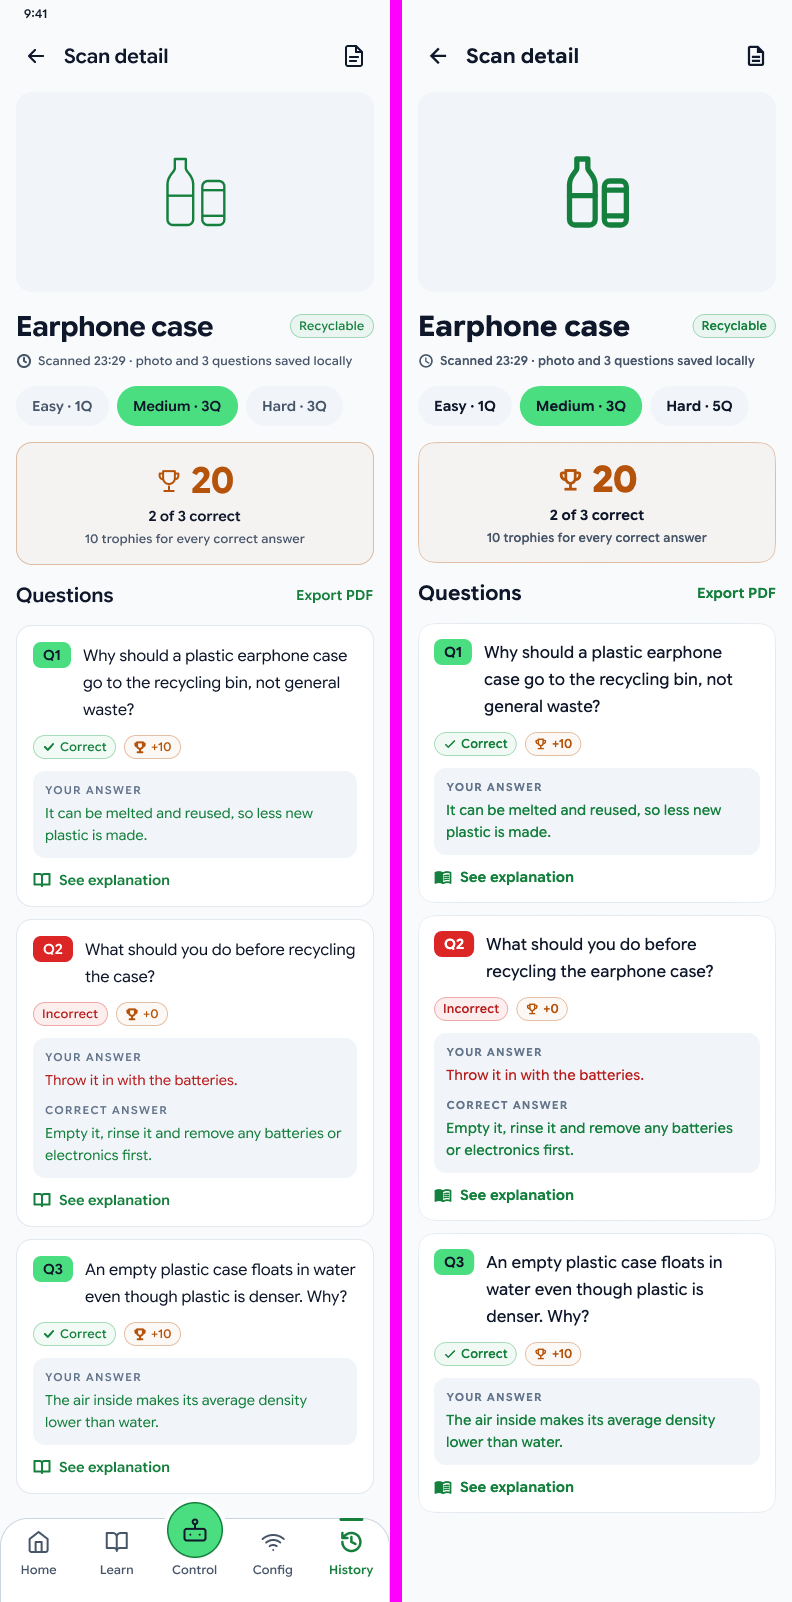 9:41
Scan detail
Earphone case
Recyclable
Scanned 23:29 · photo and 3 questions saved locally
Easy · 1Q
Medium · 3Q
Hard · 3Q
20
2 of 3 correct
10 trophies for every correct answer
Questions
Export PDF
Q1
Why should a plastic earphone case
go to the recycling bin, not general
waste?
Correct
+10
YOUR ANSWER
It can be melted and reused, so less new
plastic is made.
See explanation
Q2
What should you do before recycling
the case?
Incorrect
+0
YOUR ANSWER
Throw it in with the batteries.
CORRECT ANSWER
Empty it, rinse it and remove any batteries or
electronics first.
See explanation
Q3
An empty plastic case floats in water
even though plastic is denser. Why?
Correct
+10
YOUR ANSWER
The air inside makes its average density
lower than water.
See explanation
Home
Learn
Control
Config
History
Scan detail
Earphone case
Recyclable
Scanned 23:29 · photo and 3 questions saved locally
Easy · 1Q
Medium · 3Q
Hard · 5Q
20
2 of 3 correct
10 trophies for every correct answer
Questions
Export PDF
Q1
Why should a plastic earphone
case go to the recycling bin, not
general waste?
Correct
+10
YOUR ANSWER
It can be melted and reused, so less new
plastic is made.
See explanation
Q2
What should you do before
recycling the earphone case?
Incorrect
+0
YOUR ANSWER
Throw it in with the batteries.
CORRECT ANSWER
Empty it, rinse it and remove any batteries
or electronics first.
See explanation
Q3
An empty plastic case floats in
water even though plastic is
denser. Why?
Correct
+10
YOUR ANSWER
The air inside makes its average density
lower than water.
See explanation